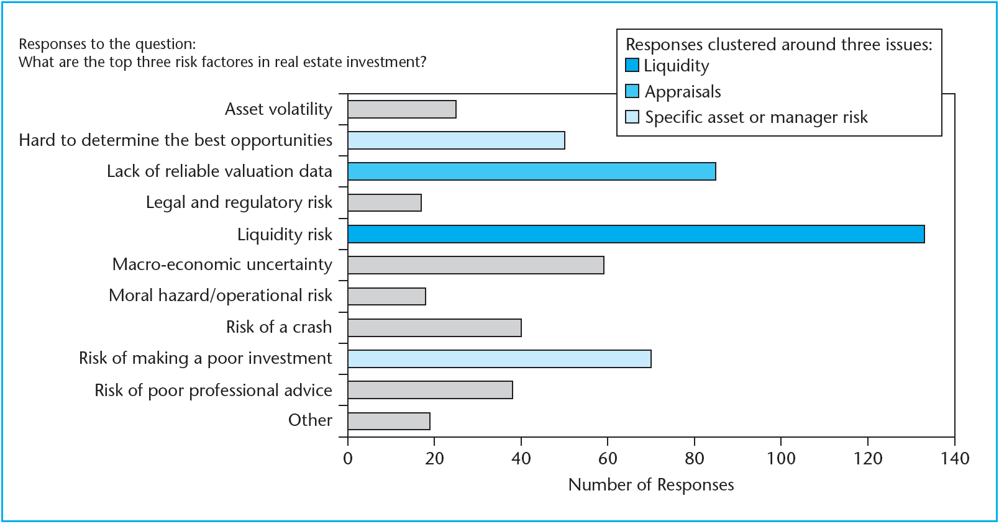 Responses to the question:
What are the top three risk factores in real estate investment?
Responses clustered around three issues:
Liquidity
Appraisals
Specific asset or manager risk
Asset volatility
Hard to determine the best opportunities
Lack of reliable valuation data
Legal and regulatory risk
Liquidity risk
Macro-economic uncertainty
Moral hazard/operational risk
Risk of a crash
Risk of making a poor investment
Risk of poor professional advice
Other
0 20 40 60 80 100 120 140
Number of Responses